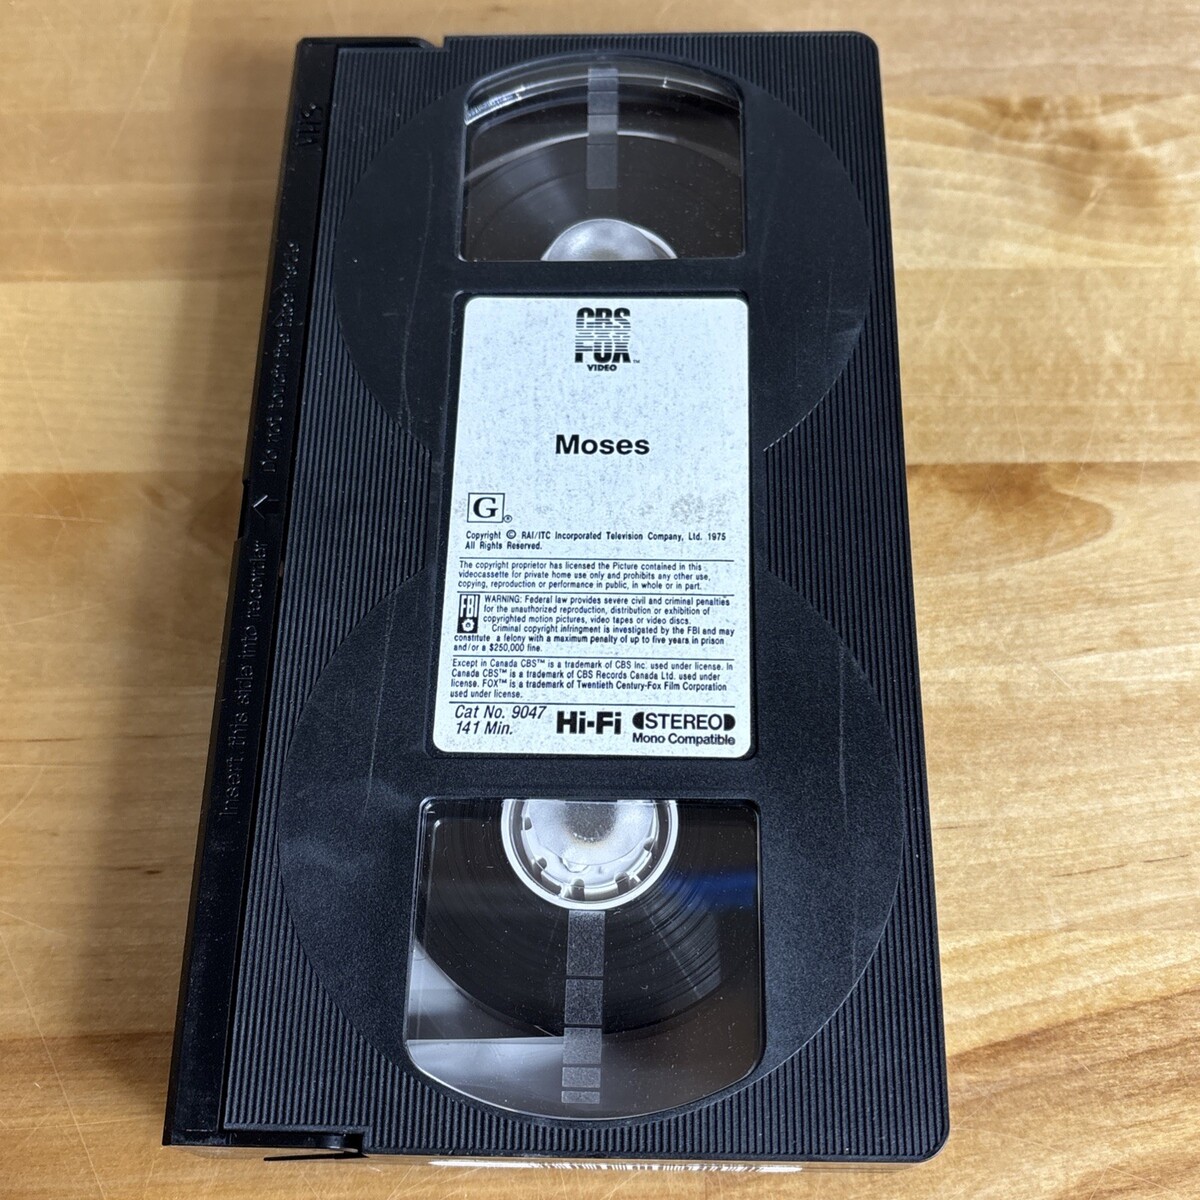 VHS
Do not touch the tape inside
Insert this side into recorder
CBS
FOX™
VIDEO
Moses
G®
Copyright © RAI/ITC Incorporated Television Company, Ltd. 1975
All Rights Reserved.
The copyright proprietor has licensed the Picture contained in this
videocassette for private home use only and prohibits any other use,
copying, reproduction or performance in public, in whole or in part.
FBI
WARNING: Federal law provides severe civil and criminal penalties
for the unauthorized reproduction, distribution or exhibition of
copyrighted motion pictures, video tapes or video discs.
Criminal copyright infringment is investigated by the FBI and may
constitute a felony with a maximum penalty of up to five years in prison
and/or a $250,000 fine.
Except in Canada CBS™ is a trademark of CBS Inc. used under license. In
Canada CBS™ is a trademark of CBS Records Canada Ltd. used under
license. FOX™ is a trademark of Twentieth Century-Fox Film Corporation
used under license.
Cat No. 9047
141 Min.
Hi-Fi STEREO
Mono Compatible